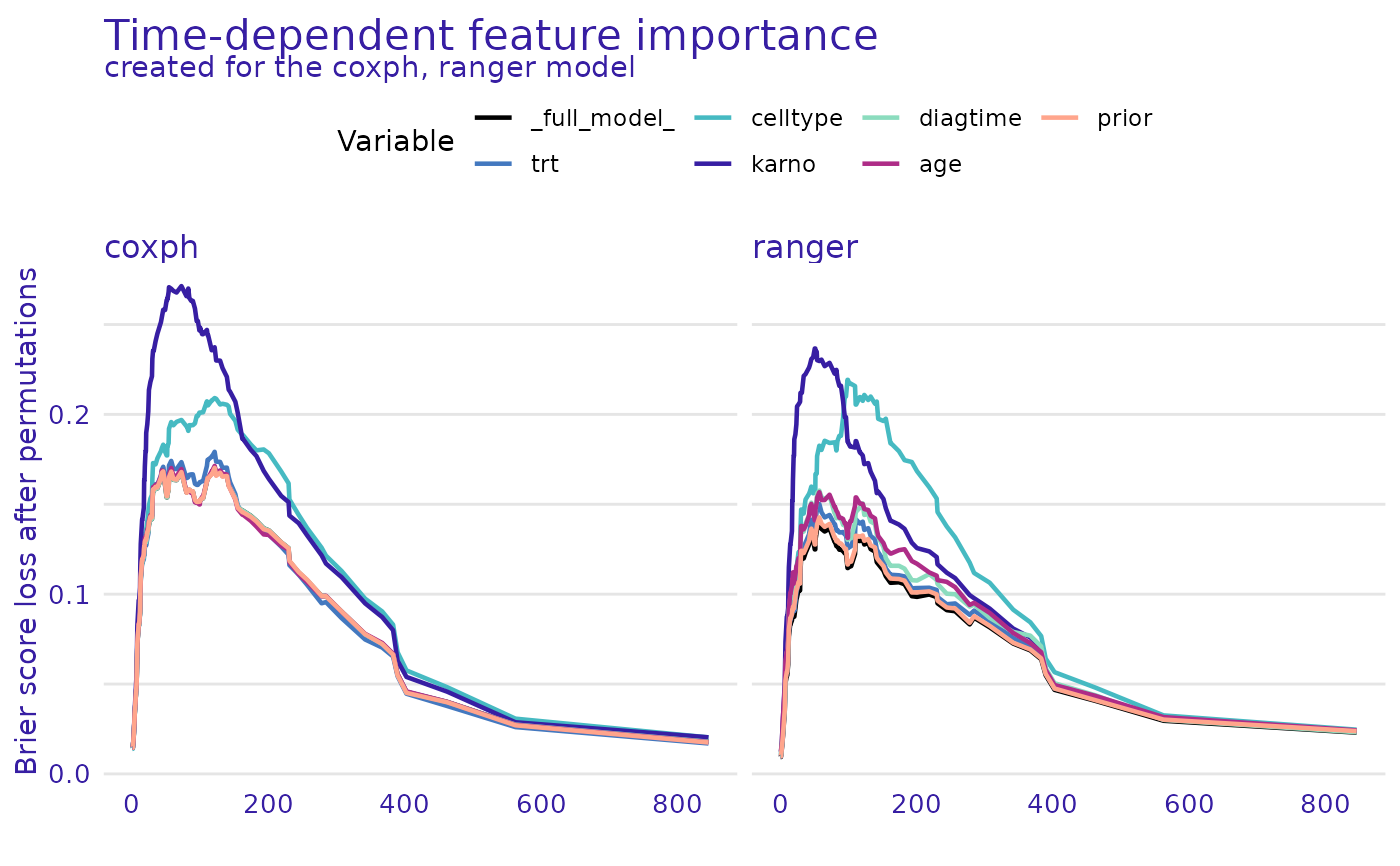 Time-dependent feature importance
created for the coxph, ranger model
Variable
_full_model_ celltype diagtime prior
trt karno age
coxph ranger
Brier score loss after permutations
0.2
0.1
0.0
0 200 400 600 800 0 200 400 600 800